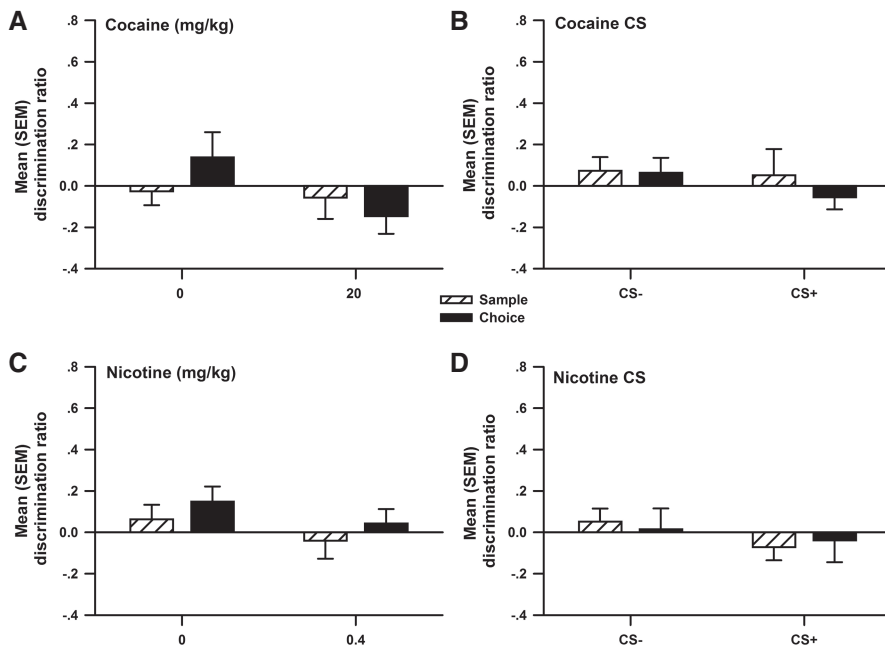 A
Cocaine (mg/kg)
Mean (SEM)
discrimination ratio
.8
.6
.4
.2
0.0
-.2
-.4
0
20
B
Cocaine CS
Mean (SEM)
discrimination ratio
.8
.6
.4
.2
0.0
-.2
-.4
CS-
CS+
Sample
Choice
C
Nicotine (mg/kg)
Mean (SEM)
discrimination ratio
.8
.6
.4
.2
0.0
-.2
-.4
0
0.4
D
Nicotine CS
Mean (SEM)
discrimination ratio
.8
.6
.4
.2
0.0
-.2
-.4
CS-
CS+